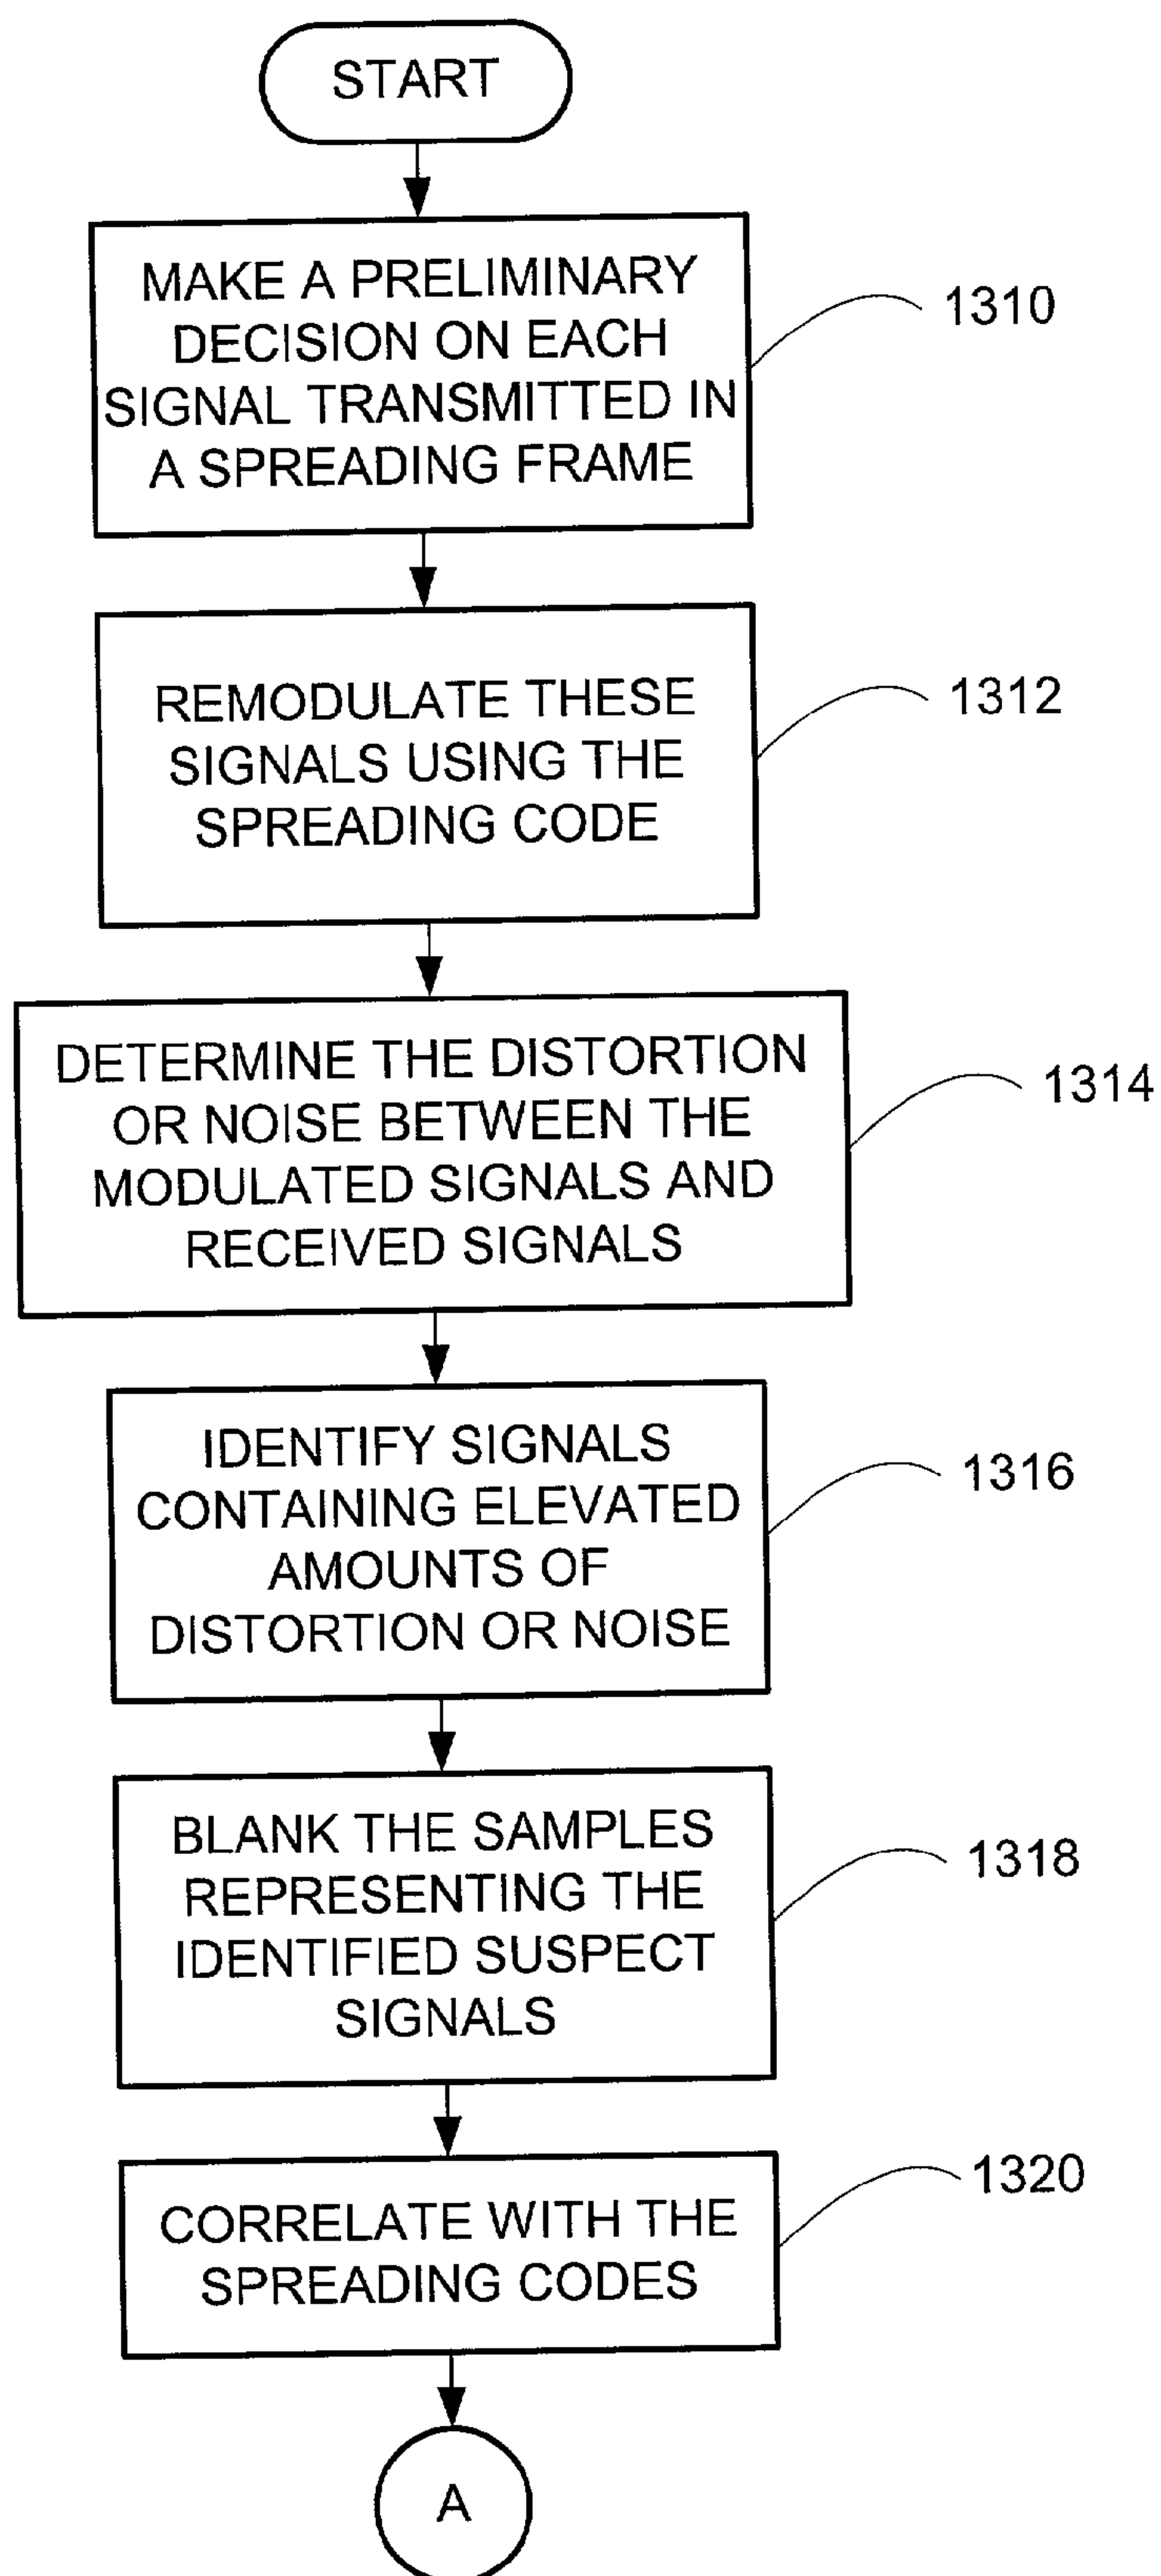 START
MAKE A PRELIMINARY
DECISION ON EACH
SIGNAL TRANSMITTED IN
A SPREADING FRAME
1310
REMODULATE THESE
SIGNALS USING THE
SPREADING CODE
1312
DETERMINE THE DISTORTION
OR NOISE BETWEEN THE
MODULATED SIGNALS AND
RECEIVED SIGNALS
1314
IDENTIFY SIGNALS
CONTAINING ELEVATED
AMOUNTS OF
DISTORTION OR NOISE
1316
BLANK THE SAMPLES
REPRESENTING THE
IDENTIFIED SUSPECT
SIGNALS
1318
CORRELATE WITH THE
SPREADING CODES
1320
A